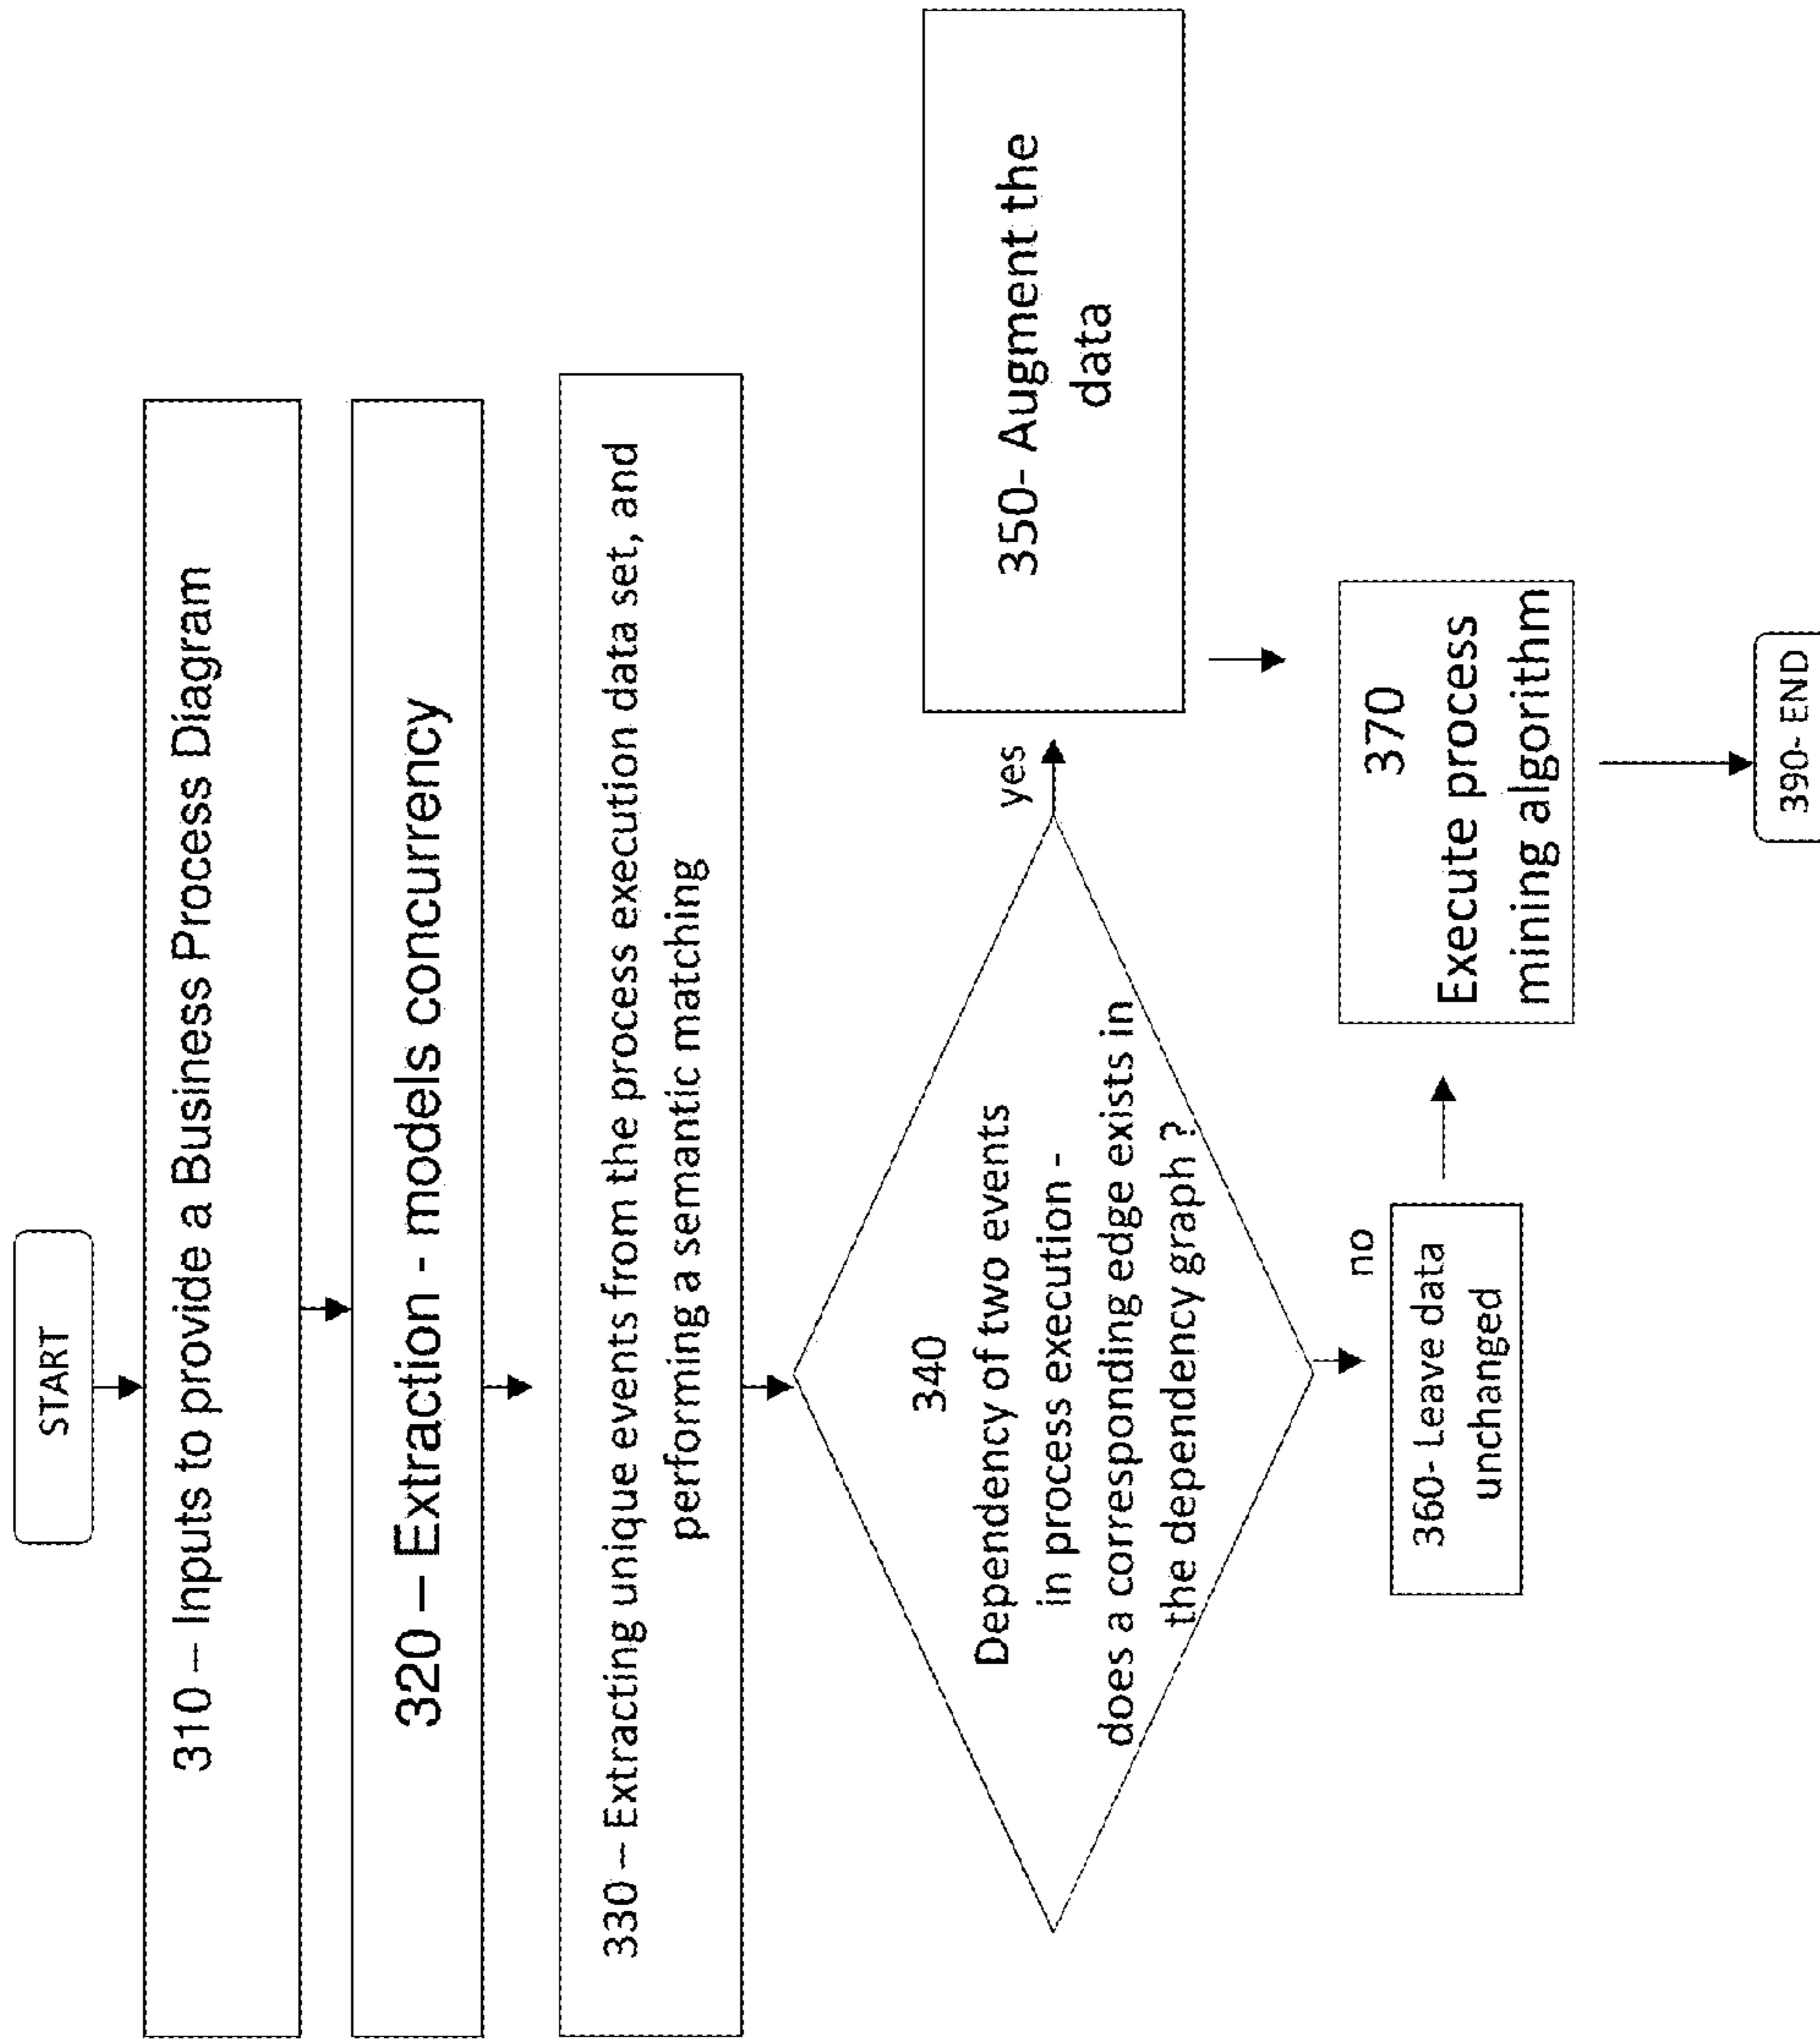 START
310 – Inputs to provide a Business Process Diagram
320 – Extraction - models concurrency
330 – Extracting unique events from the process execution data set, and
performing a semantic matching
340
Dependency of two events
in process execution -
does a corresponding edge exists in
the dependency graph ?
yes
350- Augment the
data
no
360- Leave data
unchanged
370
Execute process
mining algorithm
390- END